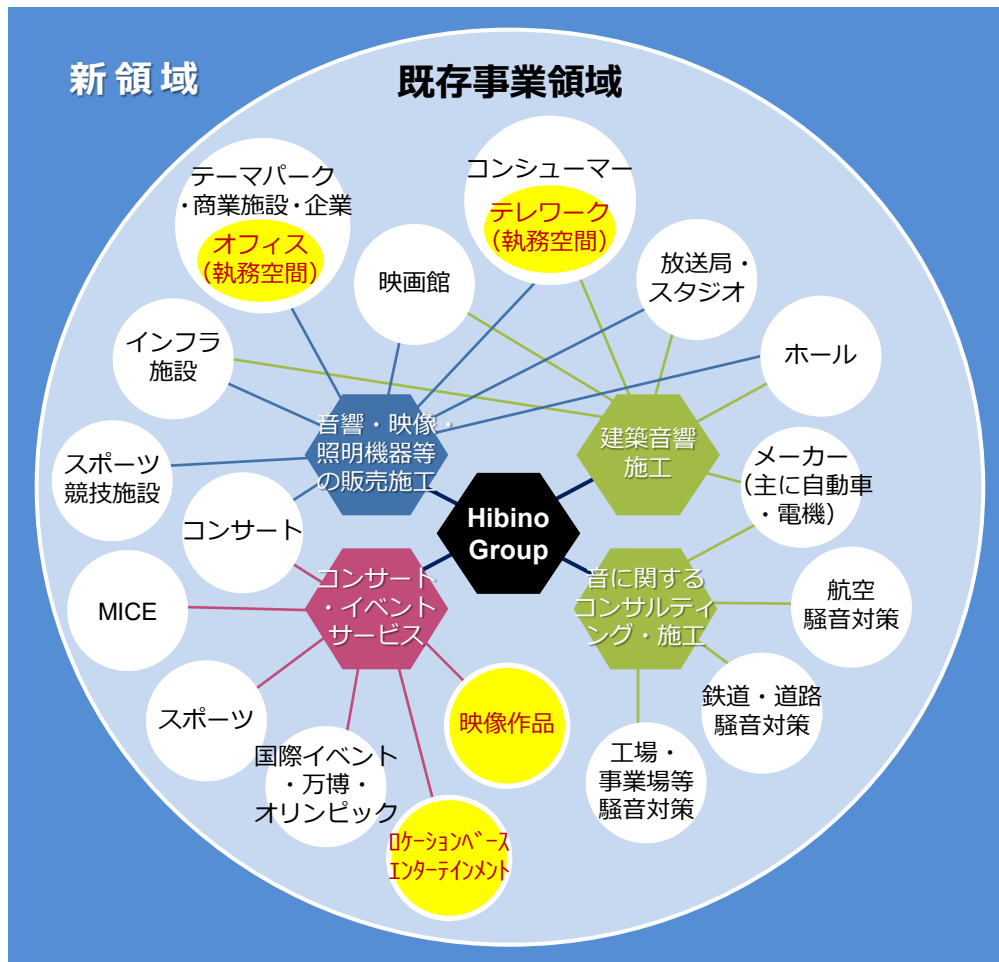 新領域
既存事業領域
テーマパーク
・商業施設・企業
オフィス
（執務空間）
コンシューマー
テレワーク
（執務空間）
映画館
放送局・
スタジオ
インフラ
施設
ホール
音響・映像・
照明機器等
の販売施工
建築音響
施工
スポーツ
競技施設
メーカー
（主に自動車
・電機）
コンサート
Hibino
Group
MICE
コンサート
・イベント
サービス
音に関する
コンサルティ
ング・施工
航空
騒音対策
スポーツ
映像作品
鉄道・道路
騒音対策
国際イベント
・万博・
オリンピック
工場・
事業場等
騒音対策
ﾛｹｰｼｮﾝﾍﾞｰｽ
ｴﾝﾀｰﾃｲﾝﾒﾝﾄ